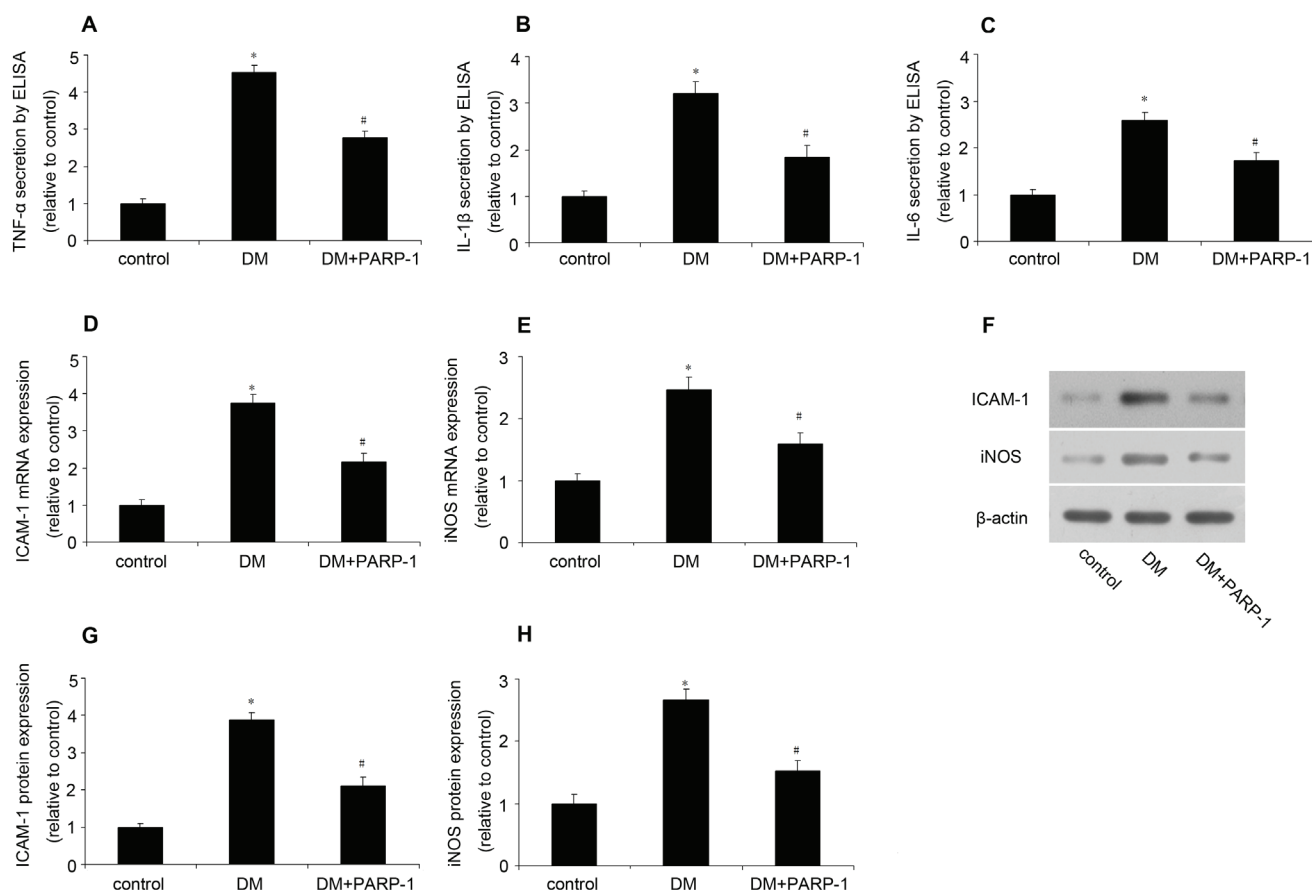 A
TNF-α secretion by ELISA
(relative to control)
5
4
3
2
1
0
*
#
control
DM
DM+PARP-1
B
IL-1β secretion by ELISA
(relative to control)
4
3
2
1
0
*
#
control
DM
DM+PARP-1
C
IL-6 secretion by ELISA
(relative to control)
4
3
2
1
0
*
#
control
DM
DM+PARP-1
D
ICAM-1 mRNA expression
(relative to control)
5
4
3
2
1
0
*
#
control
DM
DM+PARP-1
E
iNOS mRNA expression
(relative to control)
3
2
1
0
*
#
control
DM
DM+PARP-1
F
ICAM-1
iNOS
β-actin
control
DM
DM+PARP-1
G
ICAM-1 protein expression
(relative to control)
5
4
3
2
1
0
*
#
control
DM
DM+PARP-1
H
iNOS protein expression
(relative to control)
3
2
1
0
*
#
control
DM
DM+PARP-1